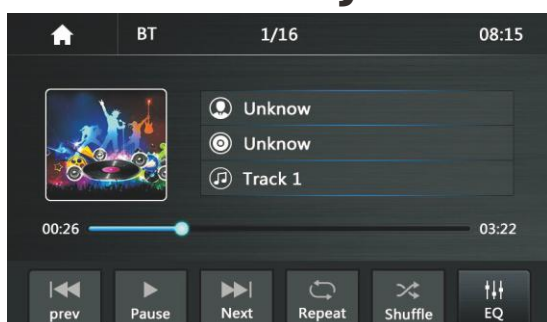 BT 1/16 08:15
Unknow
Unknow
Track 1
00:26 03:22
prev Pause Next Repeat Shuffle EQ